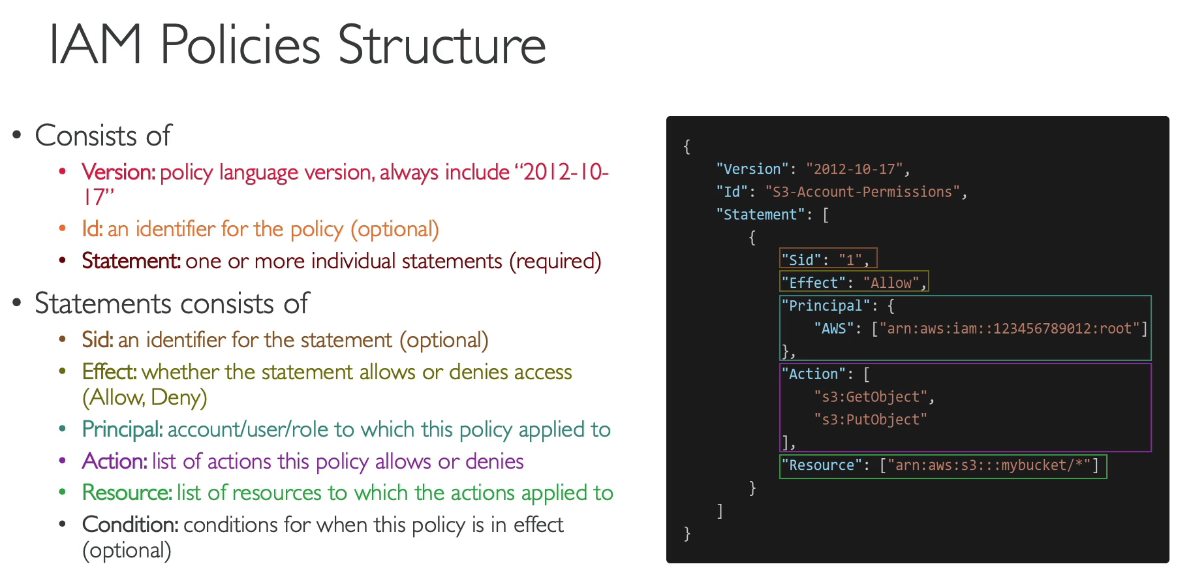 IAM Policies Structure
• Consists of
• Version: policy language version, always include “2012-10-
17”
• Id: an identifier for the policy (optional)
• Statement: one or more individual statements (required)
• Statements consists of
• Sid: an identifier for the statement (optional)
• Effect: whether the statement allows or denies access
(Allow, Deny)
• Principal: account/user/role to which this policy applied to
• Action: list of actions this policy allows or denies
• Resource: list of resources to which the actions applied to
• Condition: conditions for when this policy is in effect
(optional)
{
    "Version": "2012-10-17",
    "Id": "S3-Account-Permissions",
    "Statement": [
        {
            "Sid": "1",
            "Effect": "Allow",
            "Principal": {
                "AWS": ["arn:aws:iam::123456789012:root"]
            },
            "Action": [
                "s3:GetObject",
                "s3:PutObject"
            ],
            "Resource": ["arn:aws:s3:::mybucket/*"]
        }
    ]
}